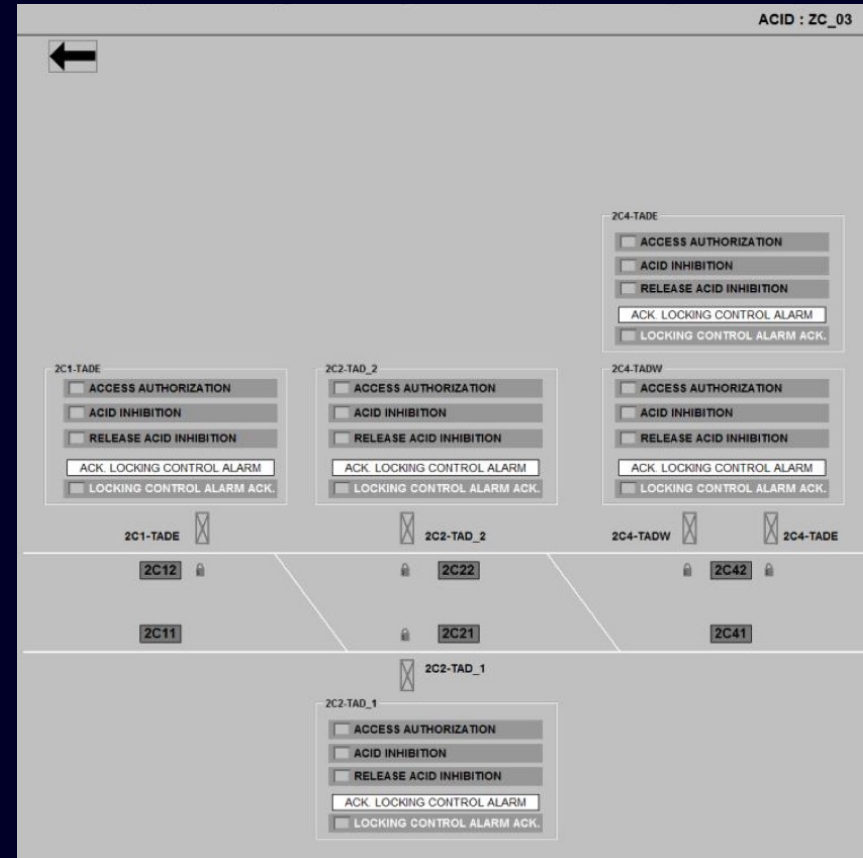 ACID : ZC_03
2C4-TADE
ACCESS AUTHORIZATION
ACID INHIBITION
RELEASE ACID INHIBITION
ACK. LOCKING CONTROL ALARM
LOCKING CONTROL ALARM ACK.
2C1-TADE
ACCESS AUTHORIZATION
ACID INHIBITION
RELEASE ACID INHIBITION
ACK. LOCKING CONTROL ALARM
LOCKING CONTROL ALARM ACK.
2C2-TAD_2
ACCESS AUTHORIZATION
ACID INHIBITION
RELEASE ACID INHIBITION
ACK. LOCKING CONTROL ALARM
LOCKING CONTROL ALARM ACK.
2C4-TADW
ACCESS AUTHORIZATION
ACID INHIBITION
RELEASE ACID INHIBITION
ACK. LOCKING CONTROL ALARM
LOCKING CONTROL ALARM ACK.
2C1-TADE
2C2-TAD_2
2C4-TADW
2C4-TADE
2C12
2C22
2C42
2C11
2C21
2C41
2C2-TAD_1
2C2-TAD_1
ACCESS AUTHORIZATION
ACID INHIBITION
RELEASE ACID INHIBITION
ACK. LOCKING CONTROL ALARM
LOCKING CONTROL ALARM ACK.